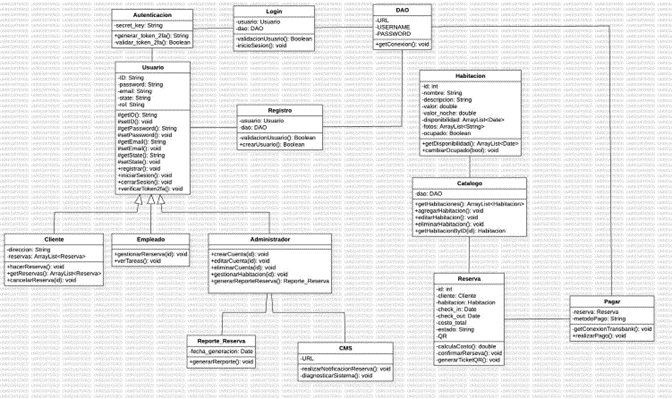 Autenticacion
-secret_key: String
+generar_token_2fa(): String
-validar_token_2fa(): Boolean
Login
-usuario: Usuario
-dao: DAO
-validacionUsuario(): Boolean
-inicioSesion(): void
DAO
-URL
-USERNAME
-PASSWORD
+getConexion(): void
Usuario
-ID: String
-password: String
-email: String
-state: String
-rol: String
#getID(): String
#setID(): void
#getPassword(): String
#setPassword(): void
#getEmail(): String
#setEmail(): void
#getState(): String
#setState(): void
+registrar(): void
+iniciarSesion(): void
+cerrarSesion(): void
+verificarToken2fa(): void
Registro
-usuario: Usuario
-dao: DAO
-validacionUsuario(): Boolean
+crearUsuario(): Boolean
Habitacion
-id: int
-nombre: String
-descripcion: String
-valor: double
-valor_noche: double
-disponibilidad: ArrayList<Date>
-fotos: ArrayList<String>
-ocupado: Boolean
+getDisponibilidad(): ArrayList<Date>
+cambiarOcupado(bool): void
Catalogo
-dao: DAO
+getHabitaciones(): ArrayList<Habitacion>
+agregarHabitacion(): void
+editarHabitacion(): void
+eliminarHabitacion(): void
+getHabitacionByID(id): Habitacion
Cliente
-direccion: String
-reservas: ArrayList<Reserva>
+hacerReserva(): void
+getReservas(): ArrayList<Reserva>
+cancelarReserva(id): void
Empleado
+gestionarReserva(id): void
+verTareas(): void
Administrador
+crearCuenta(id): void
+editarCuenta(id): void
+eliminarCuenta(id): void
+gestionarHabitacion(id): void
+generarReporteReserva(): Reporte_Reserva
Reserva
-id: int
-cliente: Cliente
-habitacion: Habitacion
-check_in: Date
-check_out: Date
-costo_total
-estado: String
-QR
-calculaCosto(): double
-confirmarReserva(): void
-generarTicketQR(): void
Pagar
-reserva: Reserva
-metodoPago: String
-getConexionTransbank(): void
+realizarPago(): void
Reporte_Reserva
-fecha_generacion: Date
+generarReporte(): void
CMS
-URL
-realizarNotificacionReserva(): void
-diagnosticarSistema(): void